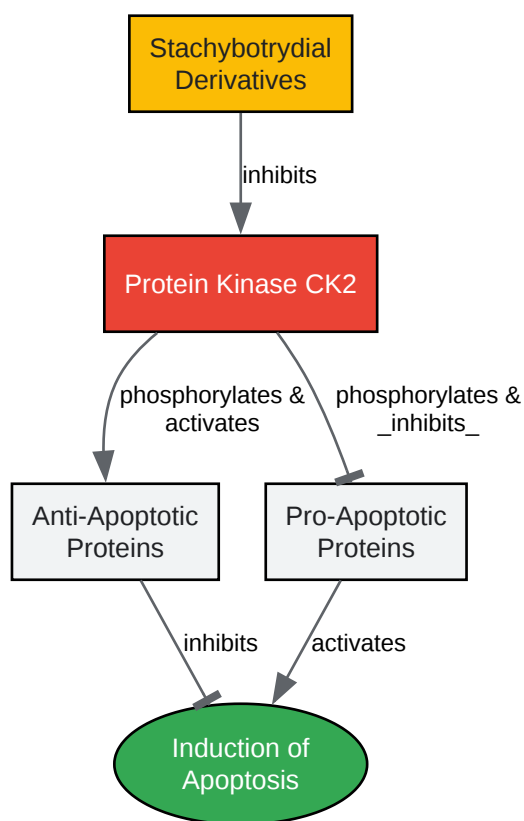 Stachybotrydial
Derivatives
inhibits
Protein Kinase CK2
phosphorylates &
activates
phosphorylates &
_inhibits_
Anti-Apoptotic
Proteins
Pro-Apoptotic
Proteins
inhibits
activates
Induction of
Apoptosis